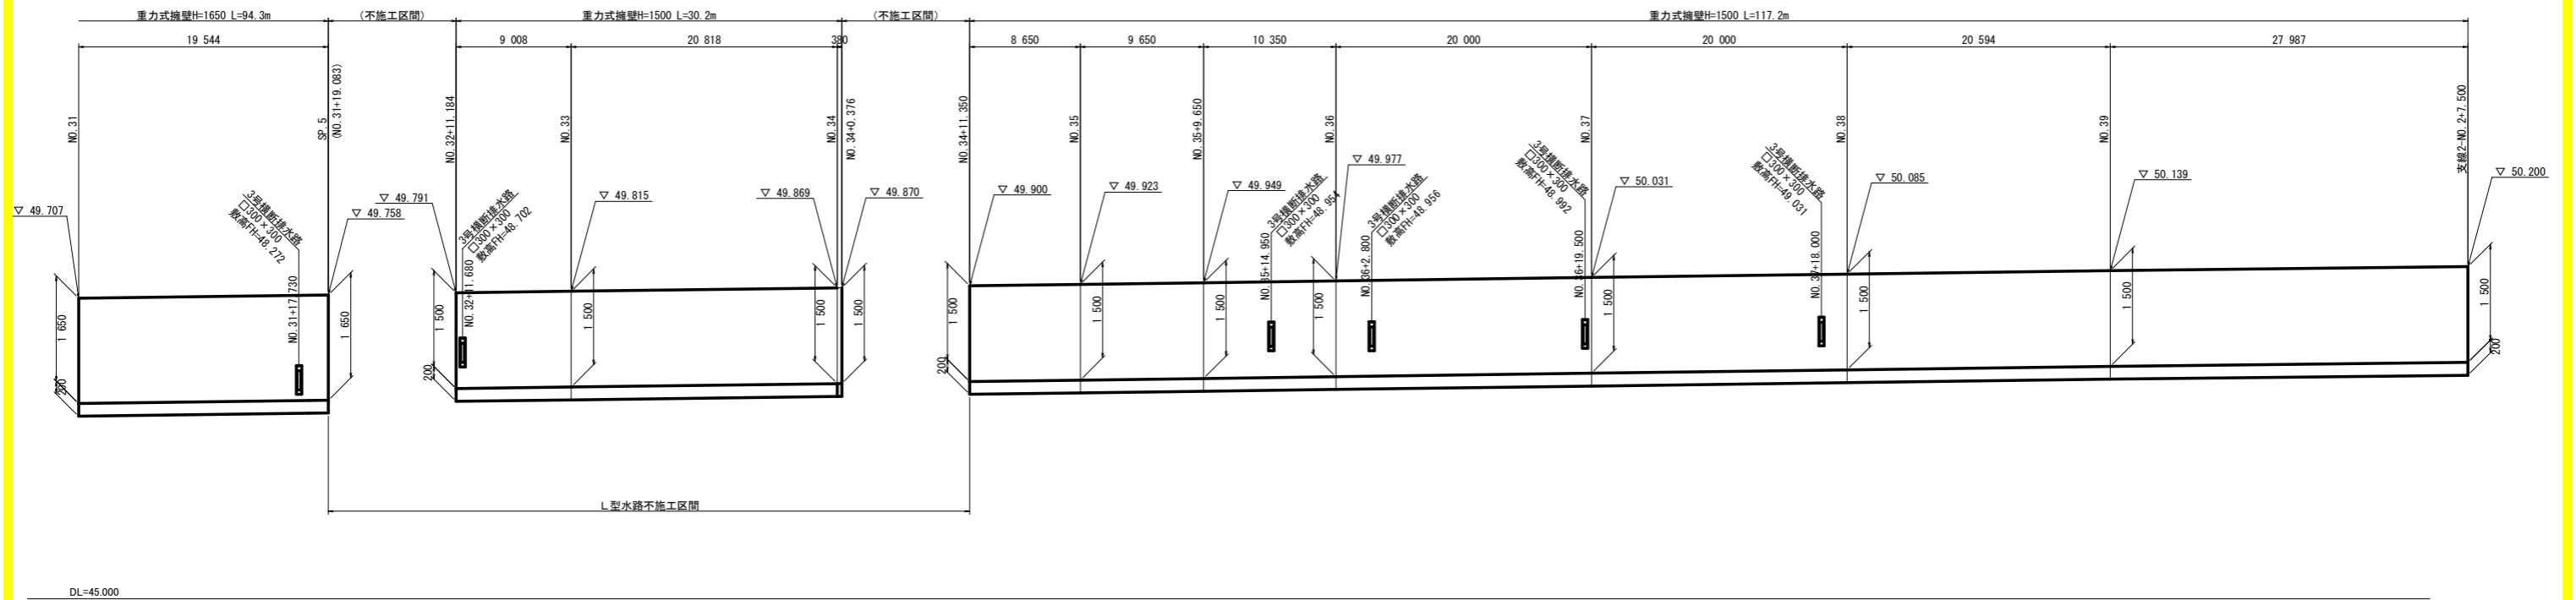 重力式擁壁H=1650 L=94.3m
(不施工区間)
重力式擁壁H=1500 L=30.2m
(不施工区間)
重力式擁壁H=1500 L=117.2m
19 544
9 008
20 818
380
8 650
9 650
10 350
20 000
20 000
20 594
27 987
NO.31
SP.5
(NO.31+19.083)
NO.32+11.184
NO.33
NO.34
NO.34+0.376
NO.34+11.350
NO.35
NO.35+9.650
NO.36
NO.37
NO.38
NO.39
支線2-NO.2+7.500
▽ 49.707
▽ 49.758
▽ 49.791
▽ 49.815
▽ 49.869
▽ 49.870
▽ 49.900
▽ 49.923
▽ 49.949
▽ 49.977
▽ 50.031
▽ 50.085
▽ 50.139
▽ 50.200
3号横断排水路
□300×300
敷高FH=48.272
NO.31+17.730
3号横断排水路
□300×300
敷高FH=48.702
NO.32+11.680
3号横断排水路
□300×300
敷高FH=48.954
NO.35+14.950
3号横断排水路
□300×300
敷高FH=48.956
NO.36+2.800
3号横断排水路
□300×300
敷高FH=48.992
NO.36+19.500
3号横断排水路
□300×300
敷高FH=49.031
NO.37+18.000
1 650
200
1 650
1 500
200
1 500
1 500
1 500
1 500
200
1 500
1 500
1 500
1 500
1 500
1 500
1 500
200
L型水路不施工区間
DL=45.000